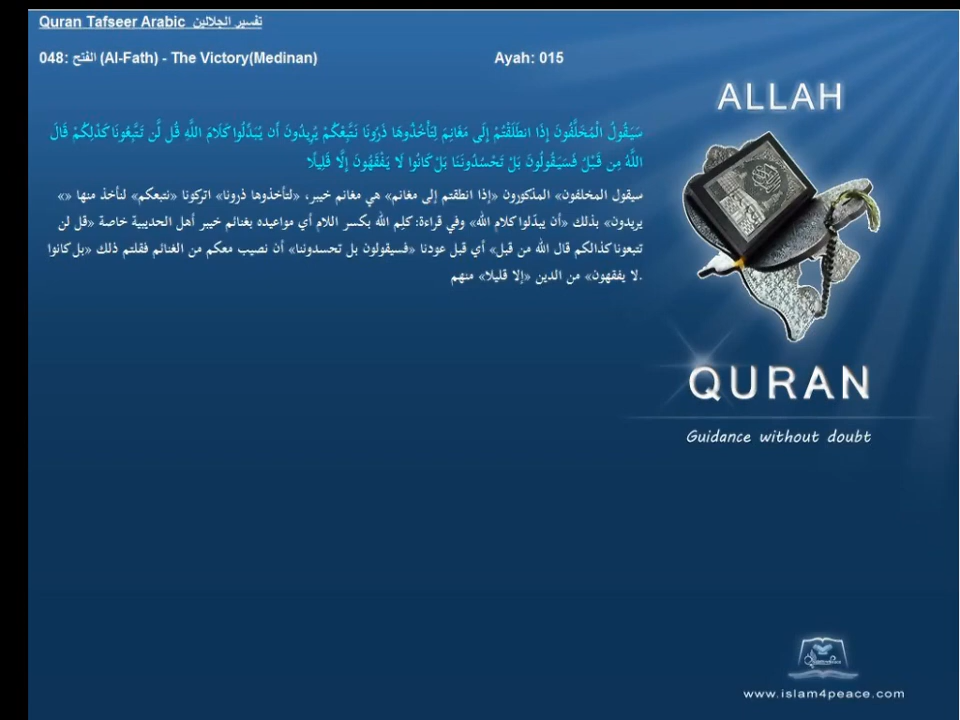 Quran Tafseer Arabic تفسير الجلالين
048: الفتح (Al-Fath) - The Victory(Medinan) Ayah: 015
سَيَقُولُ الْمُخَلَّفُونَ إِذَا انطَلَقْتُمْ إِلَى مَغَانِمَ لِتَأْخُذُوهَا ذَرُونَا نَتَّبِعْكُمْ يُرِيدُونَ أَن يُبَدِّلُوا كَلَامَ اللَّهِ قُل لَّن تَتَّبِعُونَا كَذَلِكُمْ قَالَ
اللَّهُ مِن قَبْلُ فَسَيَقُولُونَ بَلْ تَحْسُدُونَنَا بَلْ كَانُوا لَا يَفْقَهُونَ إِلَّا قَلِيلًا
سيقول المخلفون» المذكورون «إذا انطقتم إلى مغانم» هي مغانم خيبر، «لتأخذوها ذرونا» اتركونا «نتبعكم» لنأخذ منها «»
يريدون» بذلك «أن يبدّلوا كلام الله» وفي قراءة: كلِم الله بكسر اللام أي مواعيده بغنائم خيبر أهل الحديبية خاصة «قل لن
تتبعونا كذالكم قال الله من قبل» أي قبل عودنا «فسيقولون بل تحسدوننا» أن نصيب معكم من الغنائم فقلتم ذلك «بل كانوا
.لا يفقهون» من الدين «إلا قليلا» منهم
ALLAH
QURAN
Guidance without doubt
www.islam4peace.com